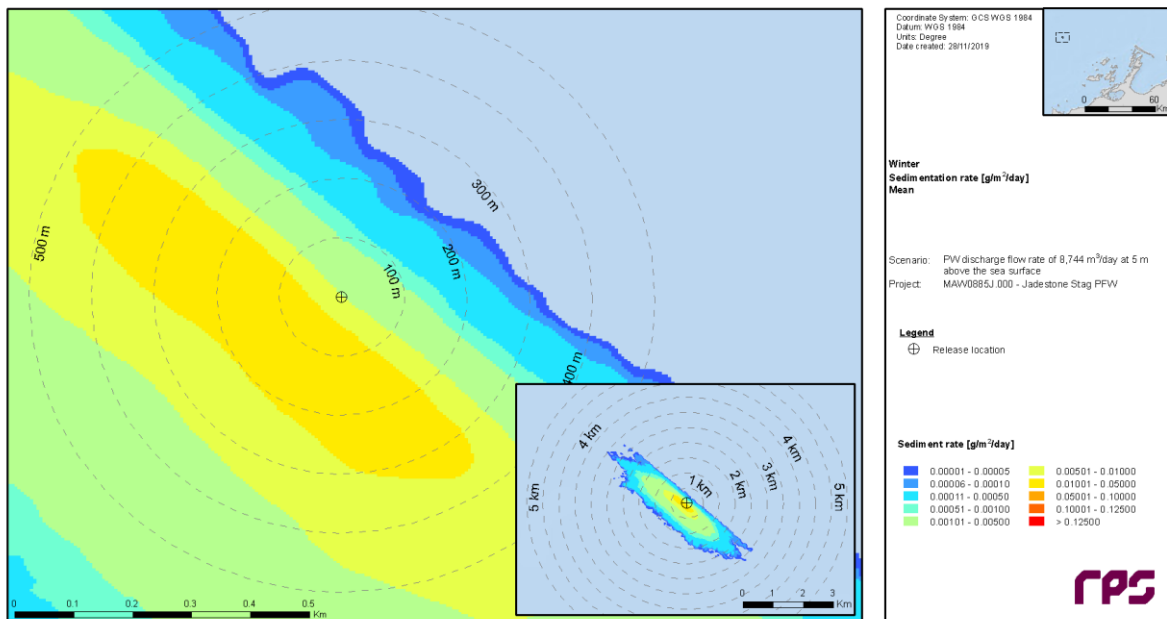 500 m
300 m
200 m
100 m
400 m
0 0.1 0.2 0.3 0.4 0.5
Km
4 km
4 km
3 km
2 km
1 km
5 km
5 km
0 1 2 3
Km
Coordinate System: GCS WGS 1984
Datum: WGS 1984
Units: Degree
Date created: 28/11/2019
0 60
Km
Winter
Sedimentation rate [g/m²/day]
Mean
Scenario: PW discharge flow rate of 8,744 m³/day at 5 m
above the sea surface
Project: MAW0885J.000 - Jadestone Stag PFW
Legend
Release location
Sediment rate [g/m²/day]
0.00001 - 0.00005 0.00501 - 0.01000
0.00006 - 0.00010 0.01001 - 0.05000
0.00011 - 0.00050 0.05001 - 0.10000
0.00051 - 0.00100 0.10001 - 0.12500
0.00101 - 0.00500 > 0.12500
rps